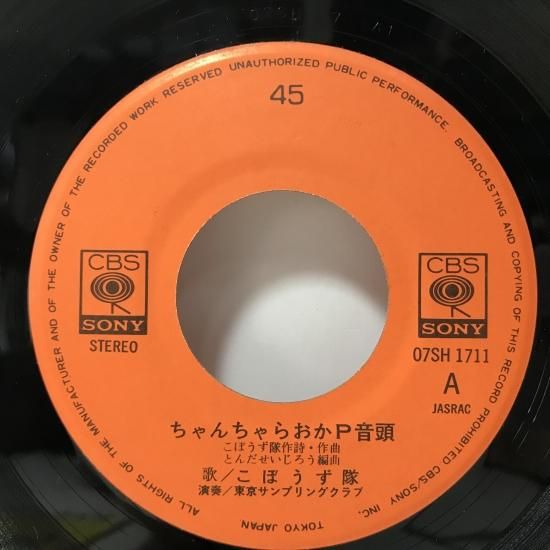 ALL RIGHTS OF THE MANUFACTURER AND OF THE OWNER OF THE RECORDED WORK RESERVED UNAUTHORIZED PUBLIC PERFORMANCE, BROADCASTING AND COPYING OF THIS RECORD PROHIBITED CBS/SONY INC. TOKYO JAPAN.
45
CBS
SONY
STEREO
CBS
SONY
07SH 1711
A
JASRAC
ちゃんちゃらおかP音頭
こぼうず隊作詩・作曲
とんだせいじろう編曲
歌/こぼうず隊
演奏/東京サンプリングクラブ